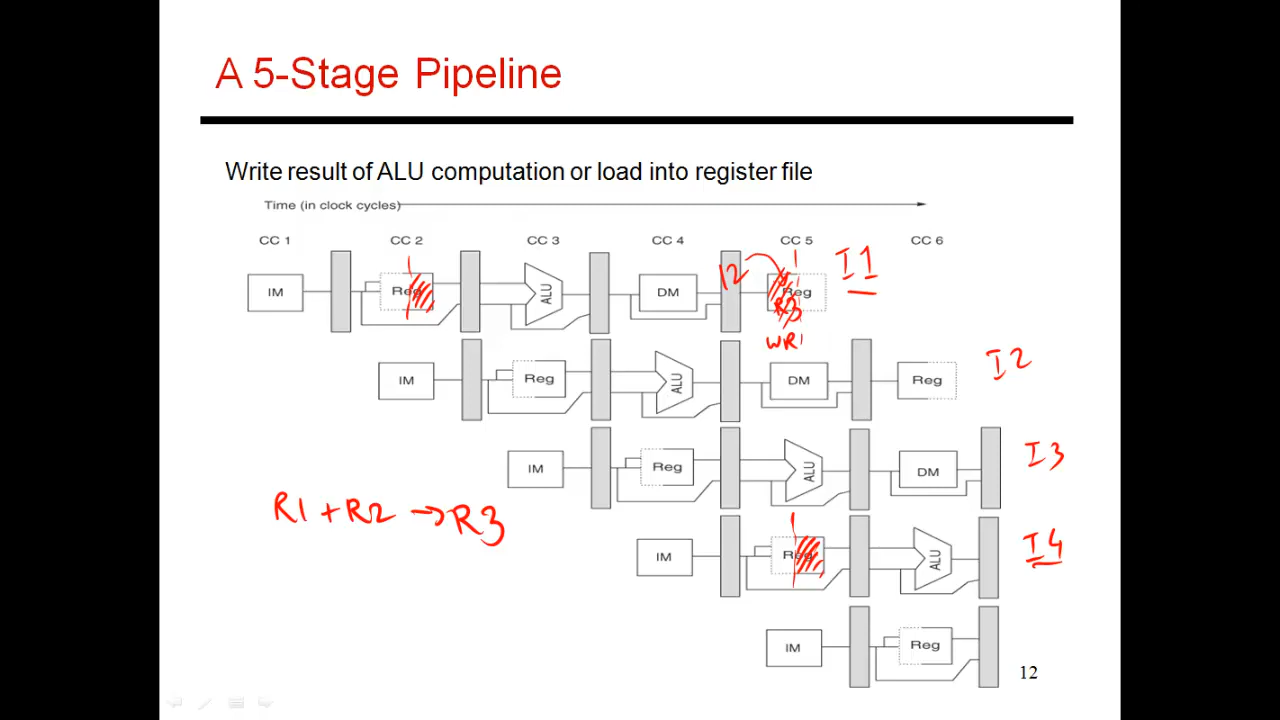 A 5-Stage Pipeline
Write result of ALU computation or load into register file
Time (in clock cycles)
CC 1 CC 2 CC 3 CC 4 CC 5 CC 6
IM Reg ALU DM 12 Reg I1
R3
WR
IM Reg ALU DM Reg I2
IM Reg ALU DM I3
R1 + R2 → R3
IM Reg ALU I4
IM Reg
12